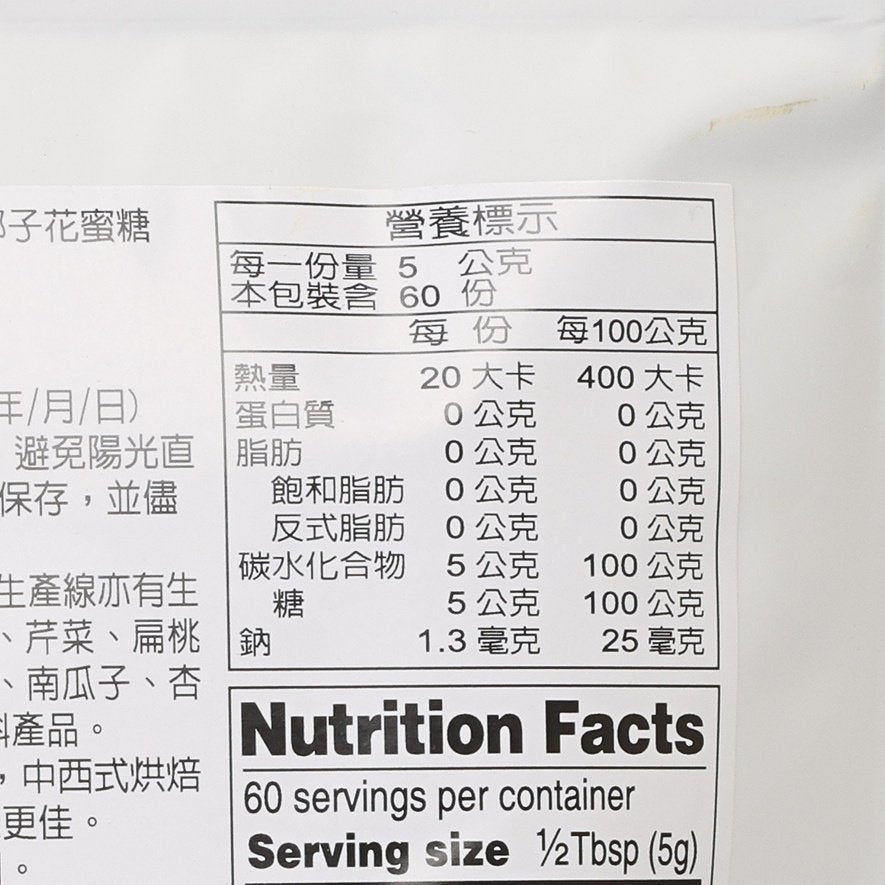 椰子花蜜糖
年/月/日)
避免陽光直
保存，並儘
生產線亦有生
、芹菜、扁桃
、南瓜子、杏
料產品。
，中西式烘焙
更佳。
。
營養標示
每一份量 5 公克
本包裝含 60 份
每 份 每100公克
熱量 20 大卡 400 大卡
蛋白質 0 公克 0 公克
脂肪 0 公克 0 公克
飽和脂肪 0 公克 0 公克
反式脂肪 0 公克 0 公克
碳水化合物 5 公克 100 公克
糖 5 公克 100 公克
鈉 1.3 毫克 25 毫克
Nutrition Facts
60 servings per container
Serving size ½Tbsp (5g)